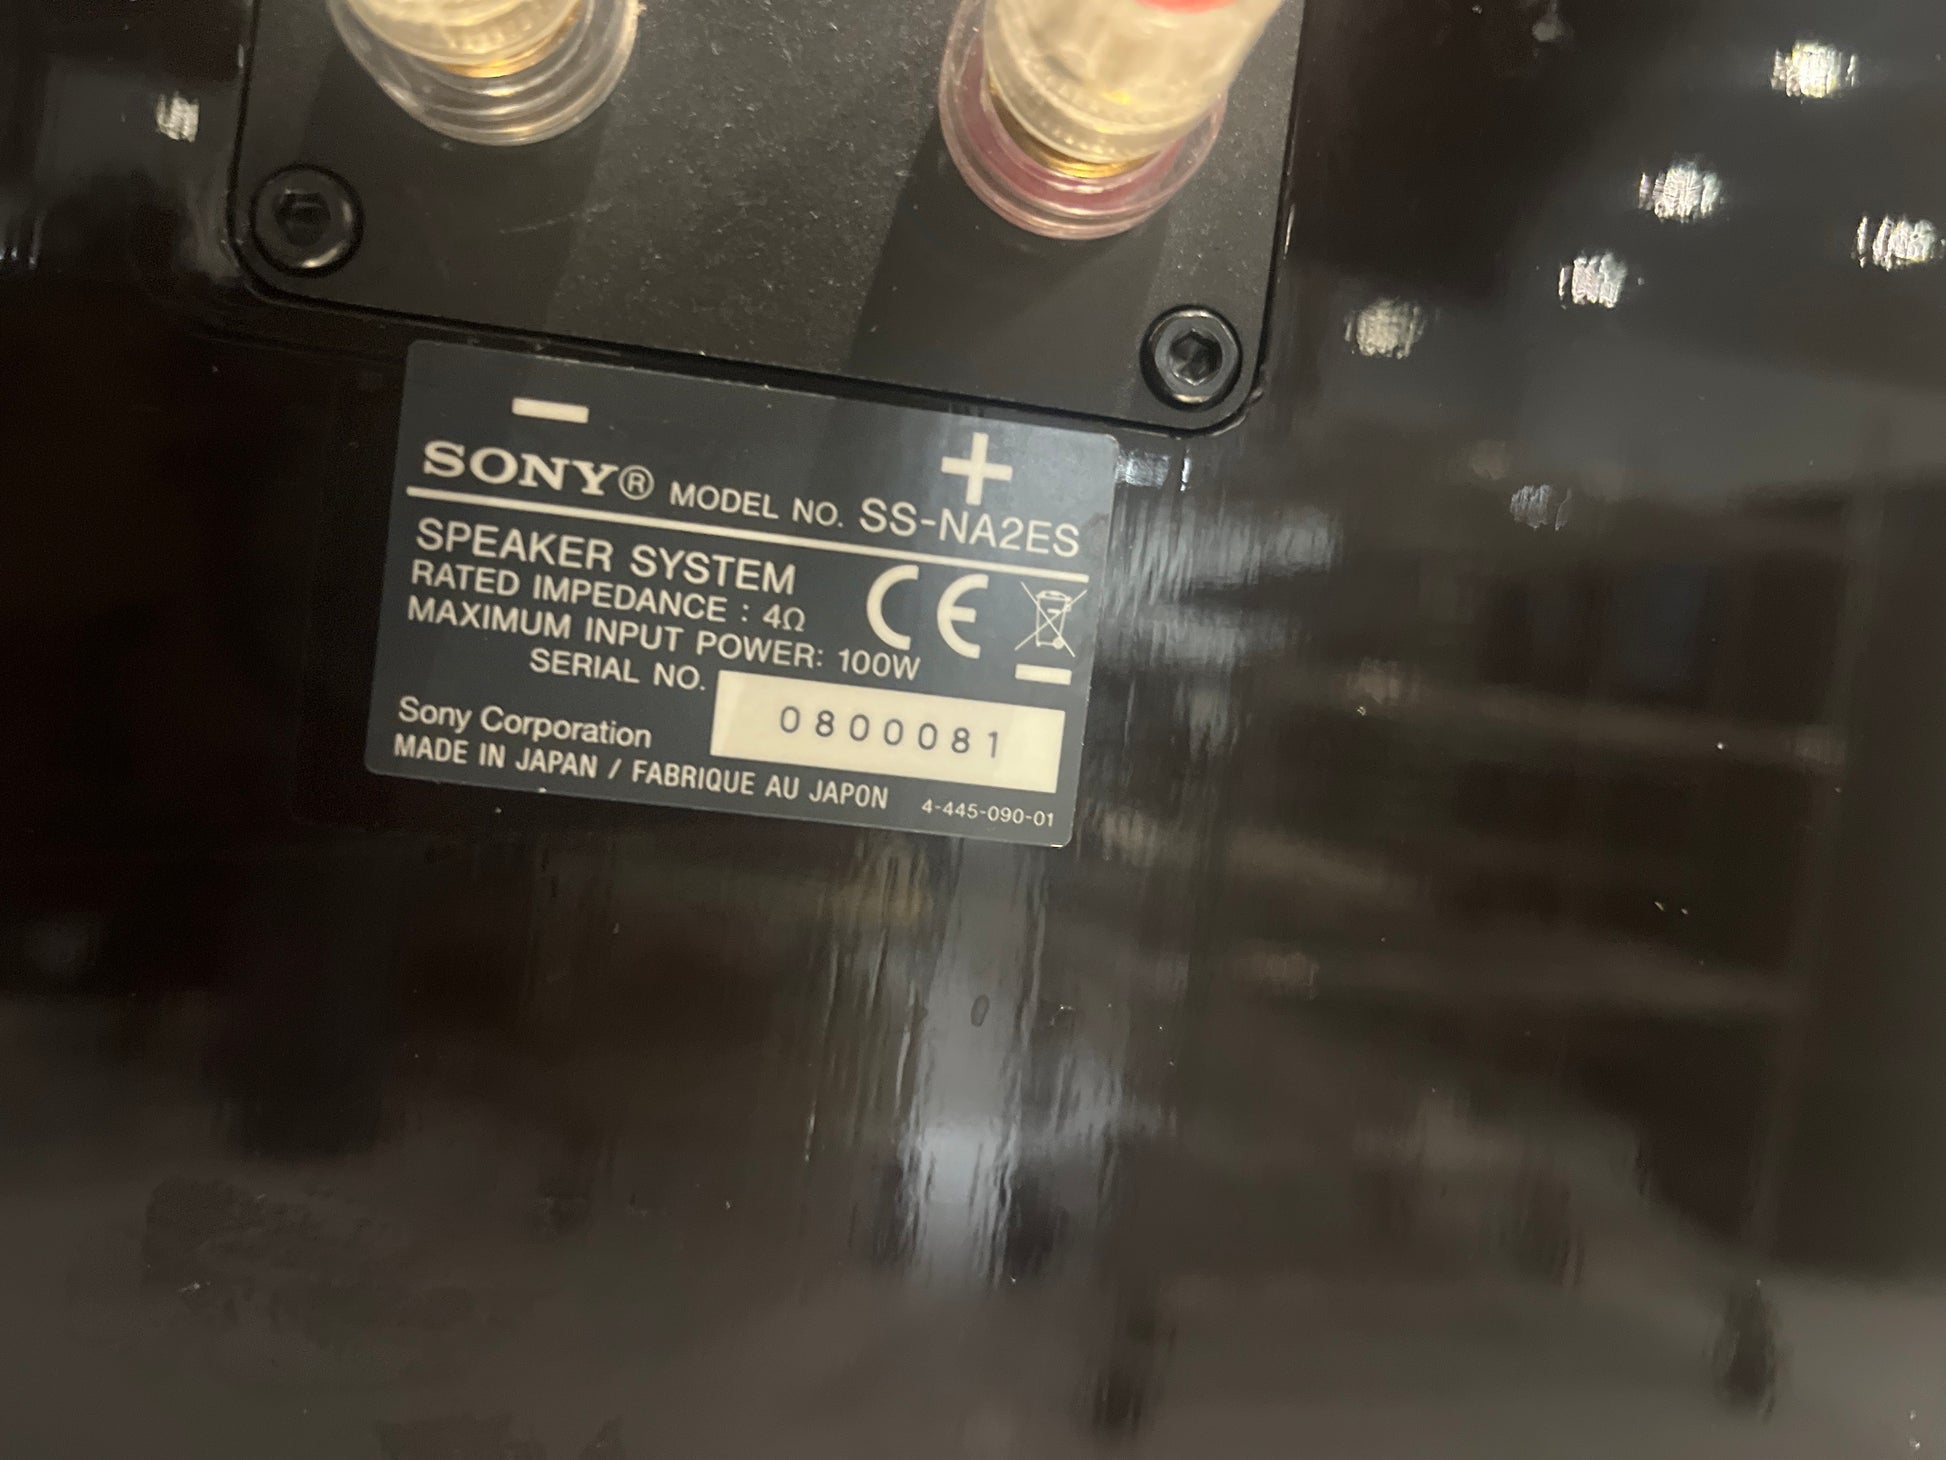 − +
SONY® MODEL NO. SS-NA2ES
SPEAKER SYSTEM
RATED IMPEDANCE : 4Ω
CE
MAXIMUM INPUT POWER: 100W
SERIAL NO. 0800081
Sony Corporation
MADE IN JAPAN / FABRIQUE AU JAPON 4-445-090-01